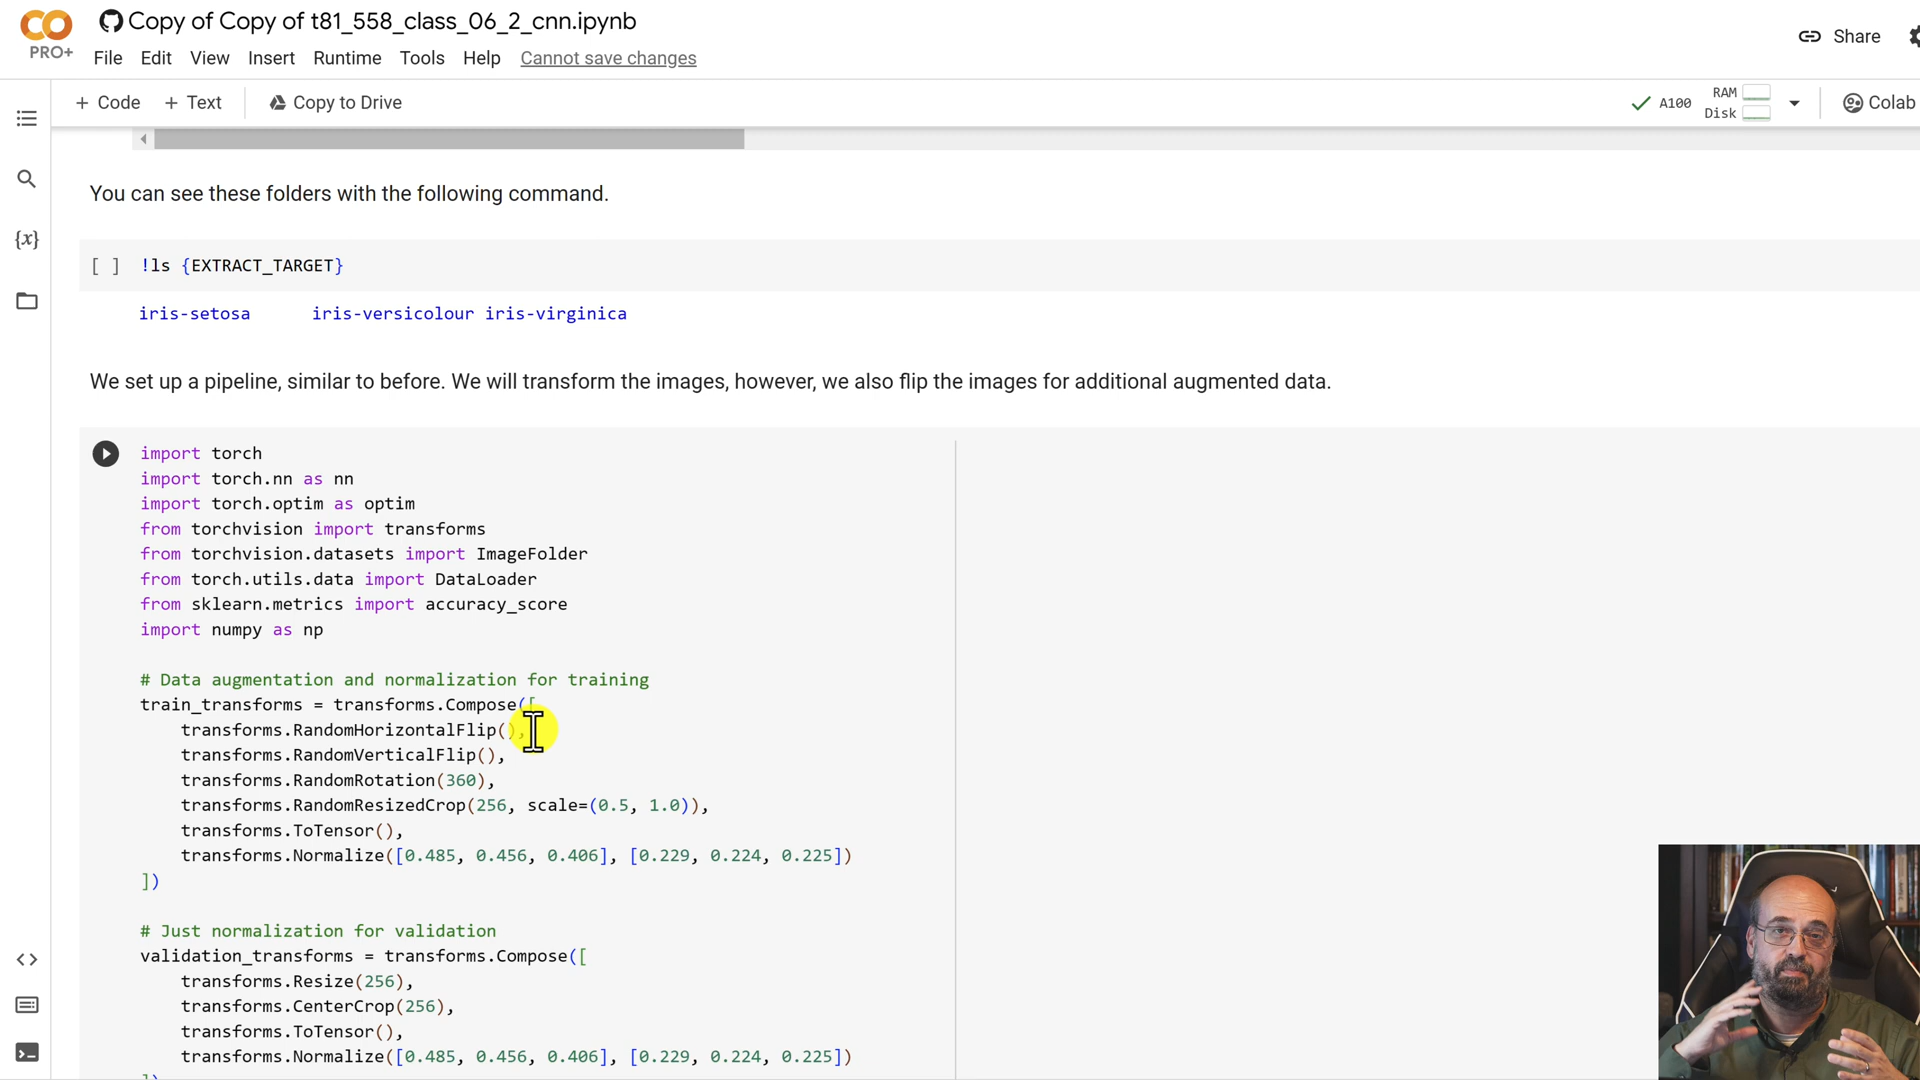 Copy of Copy of t81_558_class_06_2_cnn.ipynb
PRO+
File Edit View Insert Runtime Tools Help Cannot save changes
Share
+ Code + Text Copy to Drive
A100
RAM
Disk
Colab
You can see these folders with the following command.
[ ] !ls {EXTRACT_TARGET}
iris-setosa iris-versicolour iris-virginica
We set up a pipeline, similar to before. We will transform the images, however, we also flip the images for additional augmented data.
import torch
import torch.nn as nn
import torch.optim as optim
from torchvision import transforms
from torchvision.datasets import ImageFolder
from torch.utils.data import DataLoader
from sklearn.metrics import accuracy_score
import numpy as np
# Data augmentation and normalization for training
train_transforms = transforms.Compose([
transforms.RandomHorizontalFlip(),
transforms.RandomVerticalFlip(),
transforms.RandomRotation(360),
transforms.RandomResizedCrop(256, scale=(0.5, 1.0)),
transforms.ToTensor(),
transforms.Normalize([0.485, 0.456, 0.406], [0.229, 0.224, 0.225])
])
# Just normalization for validation
validation_transforms = transforms.Compose([
transforms.Resize(256),
transforms.CenterCrop(256),
transforms.ToTensor(),
transforms.Normalize([0.485, 0.456, 0.406], [0.229, 0.224, 0.225])
])